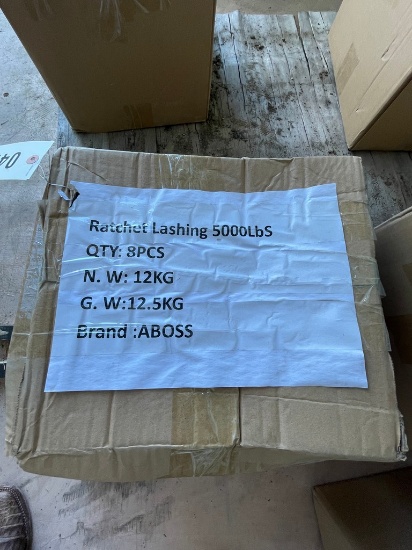 Ratchet Lashing 5000LbS
QTY: 8PCS
N. W: 12KG
G. W:12.5KG
Brand :ABOSS